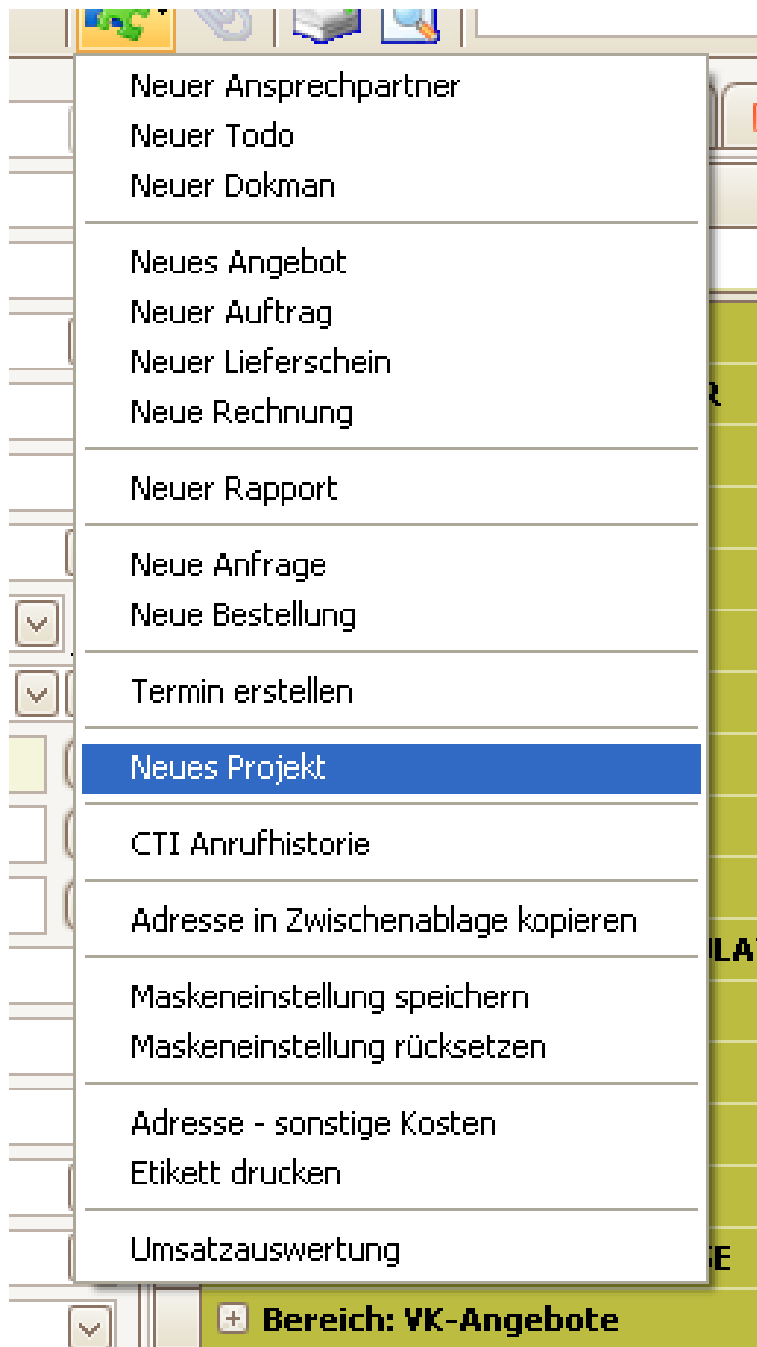 Neuer Ansprechpartner
Neuer Todo
Neuer Dokman
Neues Angebot
Neuer Auftrag
Neuer Lieferschein
Neue Rechnung
Neuer Rapport
Neue Anfrage
Neue Bestellung
Termin erstellen
Neues Projekt
CTI Anrufhistorie
Adresse in Zwischenablage kopieren
Maskeneinstellung speichern
Maskeneinstellung rücksetzen
Adresse - sonstige Kosten
Etikett drucken
Umsatzauswertung
Bereich: VK-Angebote